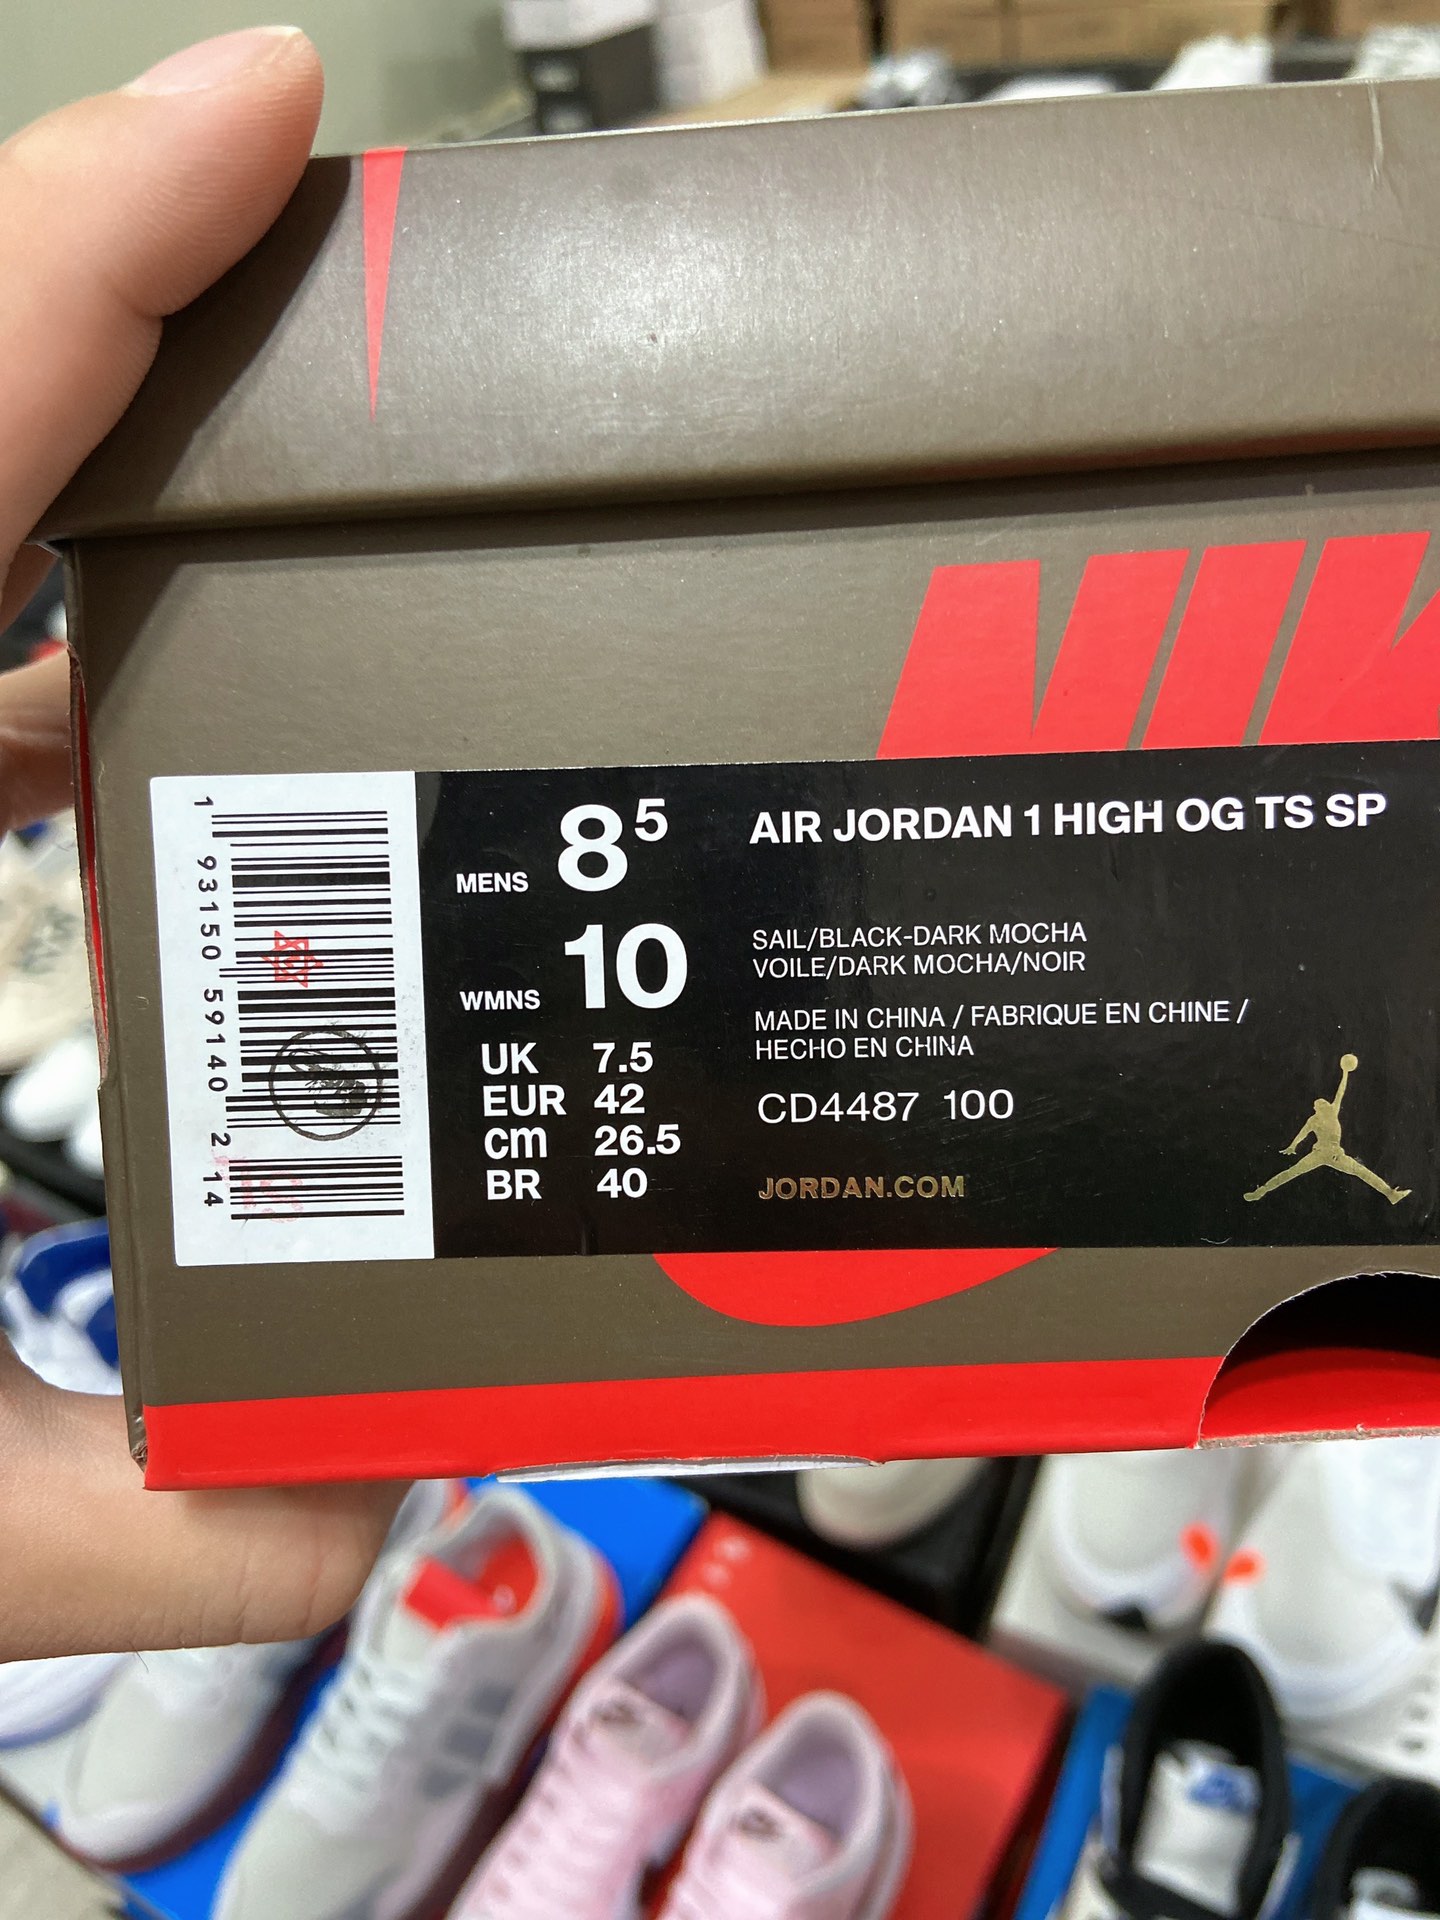 NIK
MENS 8 5
WMNS 10
UK 7.5
EUR 42
cm 26.5
BR 40
AIR JORDAN 1 HIGH OG TS SP
SAIL/BLACK-DARK MOCHA
VOILE/DARK MOCHA/NOIR
MADE IN CHINA / FABRIQUE EN CHINE /
HECHO EN CHINA
CD4487 100
JORDAN.COM
1 93150 59140 2 14